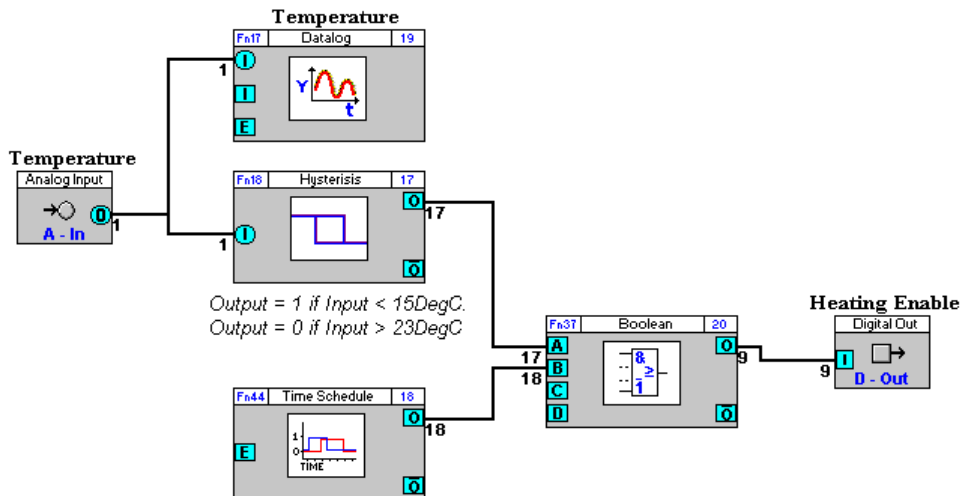 Temperature
Fn17 Datalog 19
I
1
I
E
Y
t
Temperature
Analog Input
O
1
A - In
Fn18 Hysterisis 17
O
17
I
1
Q
Output = 1 if Input < 15DegC.
Output = 0 if Input > 23DegC
Fn44 Time Schedule 18
O
18
E
1
0
TIME
Q
Fn37 Boolean 20
A
17
B
18
C
D
&
≥
1
O
9
Q
Heating Enable
Digital Out
I
9
D - Out